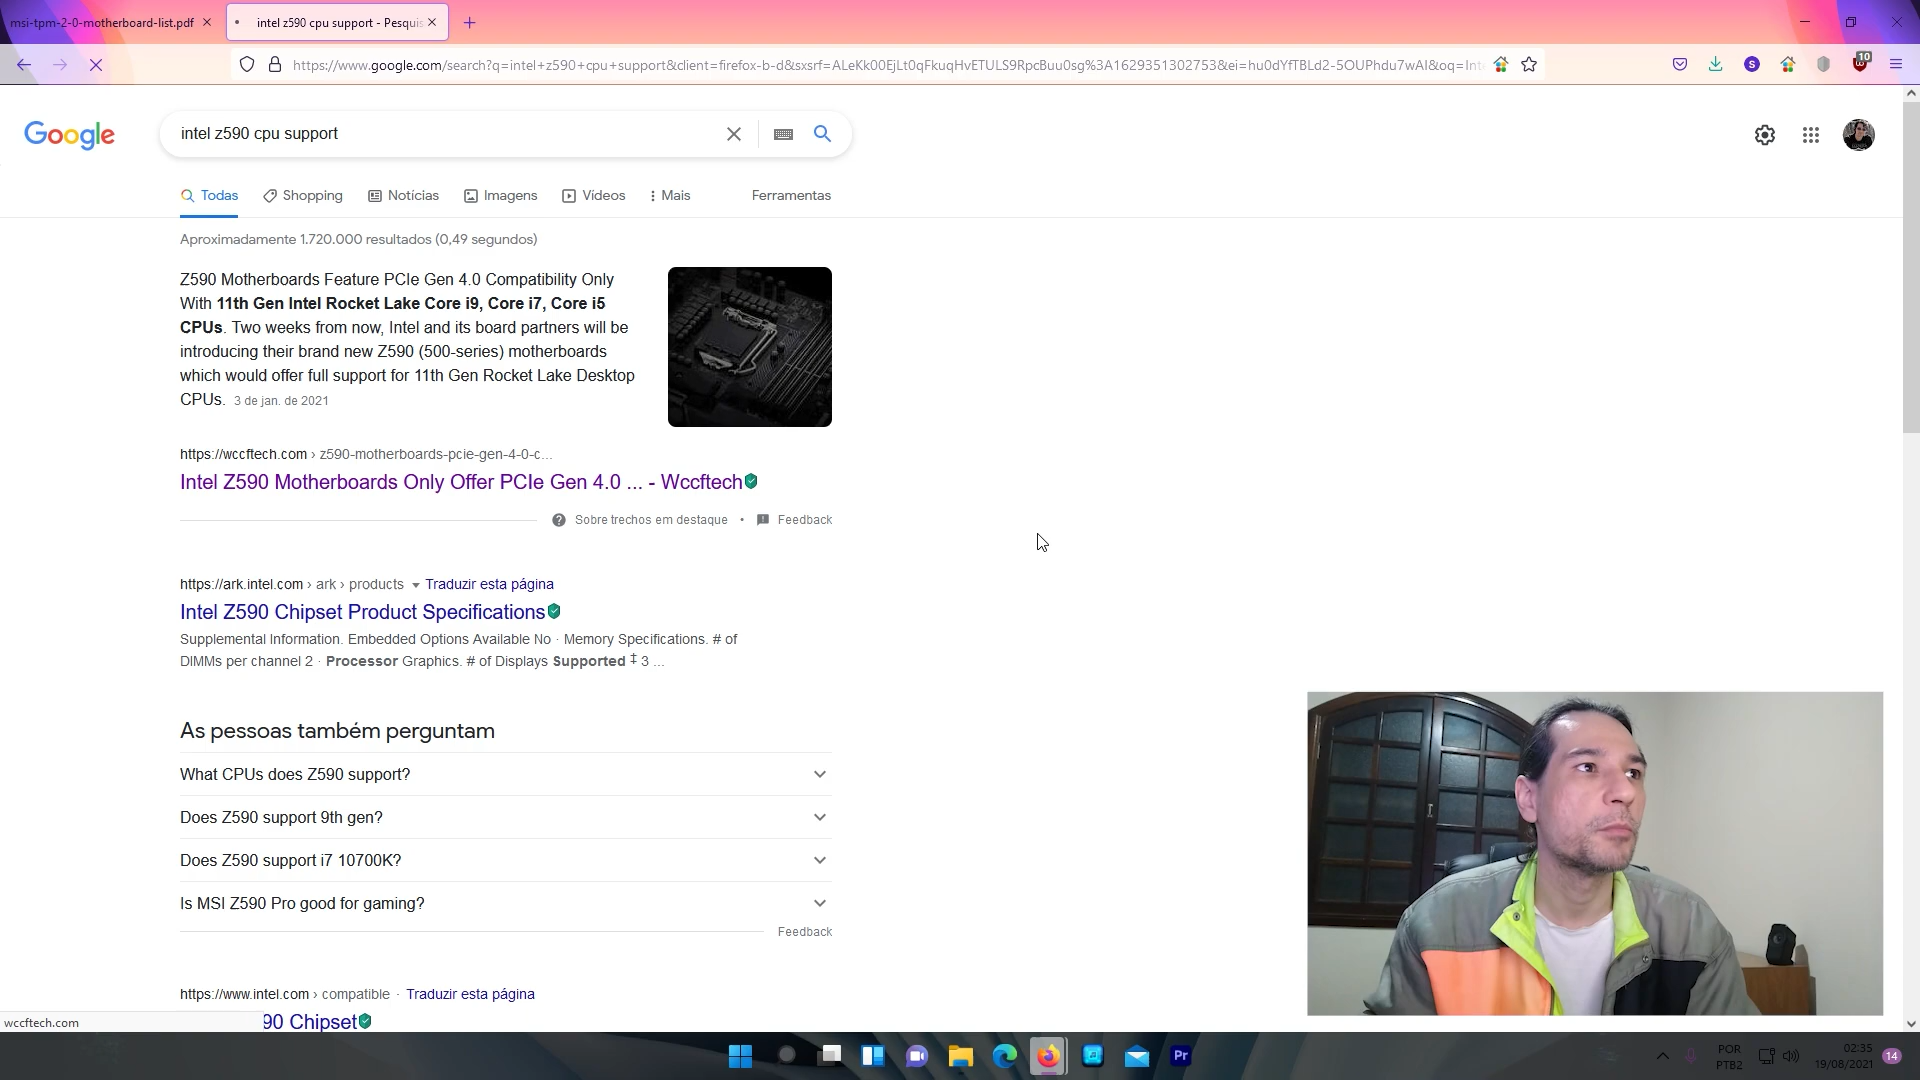 msi-tpm-2-0-motherboard-list.pdf
intel z590 cpu support - Pesquis
https://www.google.com/search?q=intel+z590+cpu+support&client=firefox-b-d&sxsrf=ALeKk00EjLt0qFkuqHvETULS9RpcBuu0sg%3A1629351302753&ei=hu0dYfTBLd2-5OUPhdu7wAI&oq=Int
S
10
Google
intel z590 cpu support
Todas
Shopping
Notícias
Imagens
Vídeos
Mais
Ferramentas
Aproximadamente 1.720.000 resultados (0,49 segundos)
Z590 Motherboards Feature PCIe Gen 4.0 Compatibility Only
With 11th Gen Intel Rocket Lake Core i9, Core i7, Core i5
CPUs. Two weeks from now, Intel and its board partners will be
introducing their brand new Z590 (500-series) motherboards
which would offer full support for 11th Gen Rocket Lake Desktop
CPUs. 3 de jan. de 2021
https://wccftech.com › z590-motherboards-pcie-gen-4-0-c...
Intel Z590 Motherboards Only Offer PCIe Gen 4.0 ... - Wccftech
Sobre trechos em destaque • Feedback
https://ark.intel.com › ark › products Traduzir esta página
Intel Z590 Chipset Product Specifications
Supplemental Information. Embedded Options Available No · Memory Specifications. # of
DIMMs per channel 2 · Processor Graphics. # of Displays Supported ‡ 3 ...
As pessoas também perguntam
What CPUs does Z590 support?
Does Z590 support 9th gen?
Does Z590 support i7 10700K?
Is MSI Z590 Pro good for gaming?
Feedback
https://www.intel.com › compatible · Traduzir esta página
90 Chipset
wccftech.com
Pr
POR
PTB2
02:35
19/08/2021
14